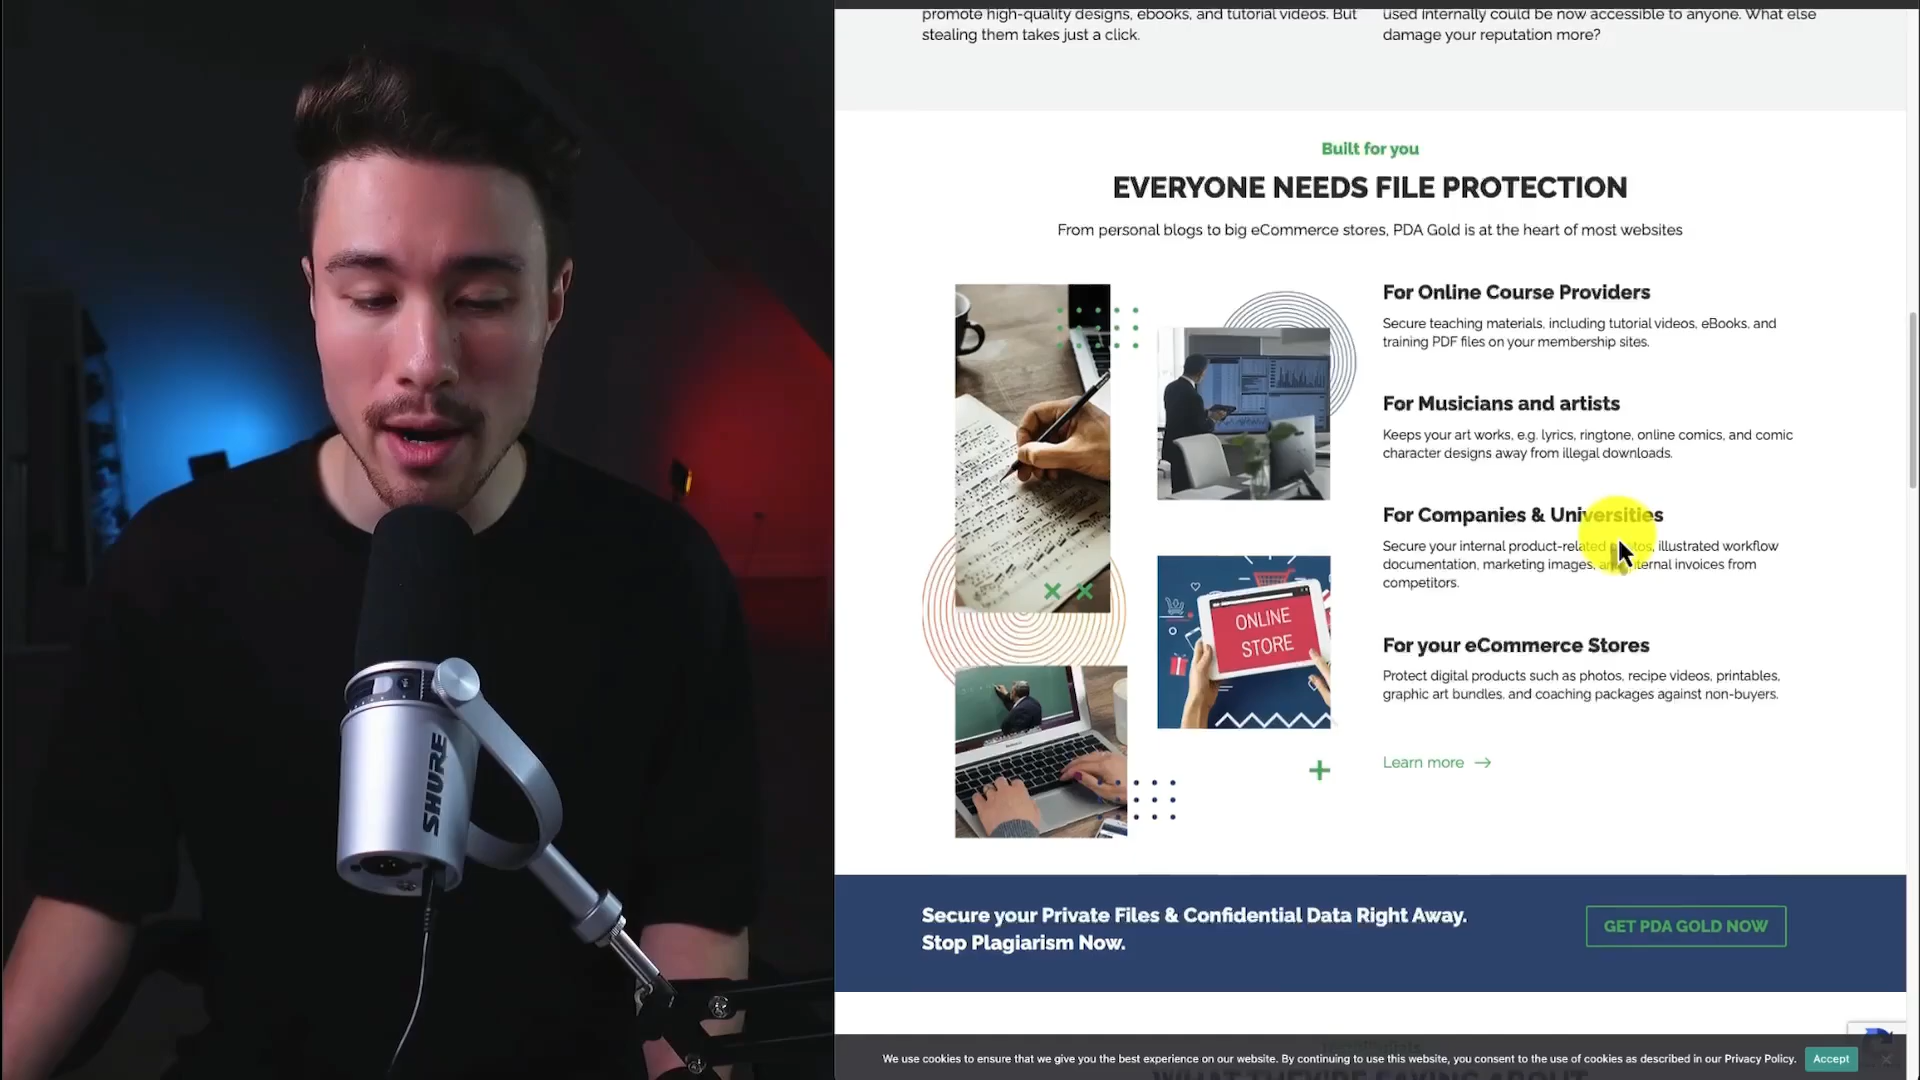 promote high-quality designs, ebooks, and tutorial videos. But
stealing them takes just a click.
used internally could be now accessible to anyone. What else
damage your reputation more?
Built for you
EVERYONE NEEDS FILE PROTECTION
From personal blogs to big eCommerce stores, PDA Gold is at the heart of most websites
ONLINE
STORE
For Online Course Providers
Secure teaching materials, including tutorial videos, eBooks, and
training PDF files on your membership sites.
For Musicians and artists
Keeps your art works, e.g. lyrics, ringtone, online comics, and comic
character designs away from illegal downloads.
For Companies & Universities
Secure your internal product-related photos, illustrated workflow
documentation, marketing images, and internal invoices from
competitors.
For your eCommerce Stores
Protect digital products such as photos, recipe videos, printables,
graphic art bundles, and coaching packages against non-buyers.
Learn more
SHURE
Secure your Private Files & Confidential Data Right Away.
Stop Plagiarism Now.
GET PDA GOLD NOW
We use cookies to ensure that we give you the best experience on our website. By continuing to use this website, you consent to the use of cookies as described in our Privacy Policy.
Accept